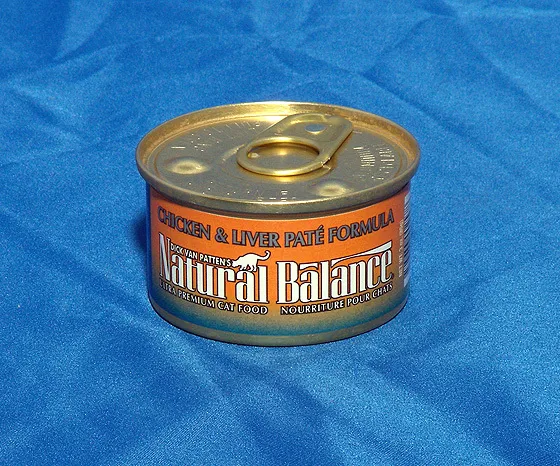 CHICKEN & LIVER PATÉ FORMULA
DICK VAN PATTEN'S
Natural Balance
ULTRA PREMIUM CAT FOOD NOURRITURE POUR CHATS